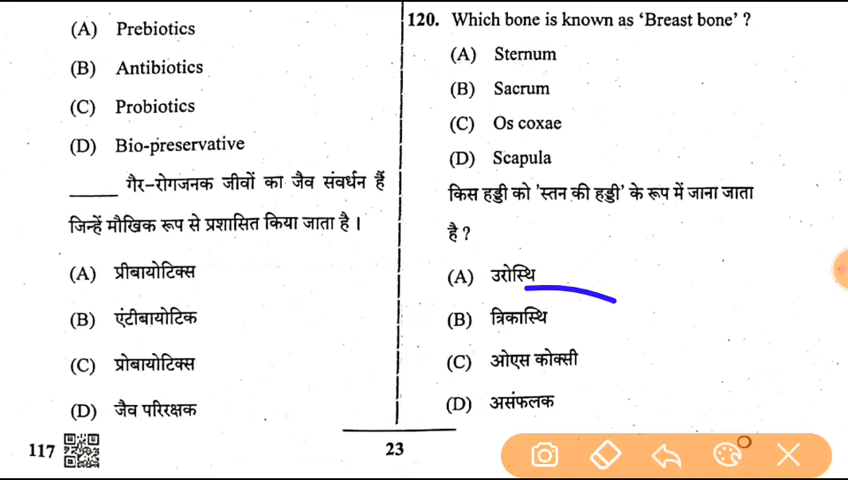 (A) Prebiotics
(B) Antibiotics
(C) Probiotics
(D) Bio-preservative
______ गैर-रोगजनक जीवों का जैव संवर्धन हैं
जिन्हें मौखिक रूप से प्रशासित किया जाता है ।
(A) प्रीबायोटिक्स
(B) एंटीबायोटिक
(C) प्रोबायोटिक्स
(D) जैव परिरक्षक
120. Which bone is known as ‘Breast bone’ ?
(A) Sternum
(B) Sacrum
(C) Os coxae
(D) Scapula
किस हड्डी को 'स्तन की हड्डी' के रूप में जाना जाता
है ?
(A) उरोस्थि
(B) त्रिकास्थि
(C) ओएस कोक्सी
(D) असंफलक
117
23